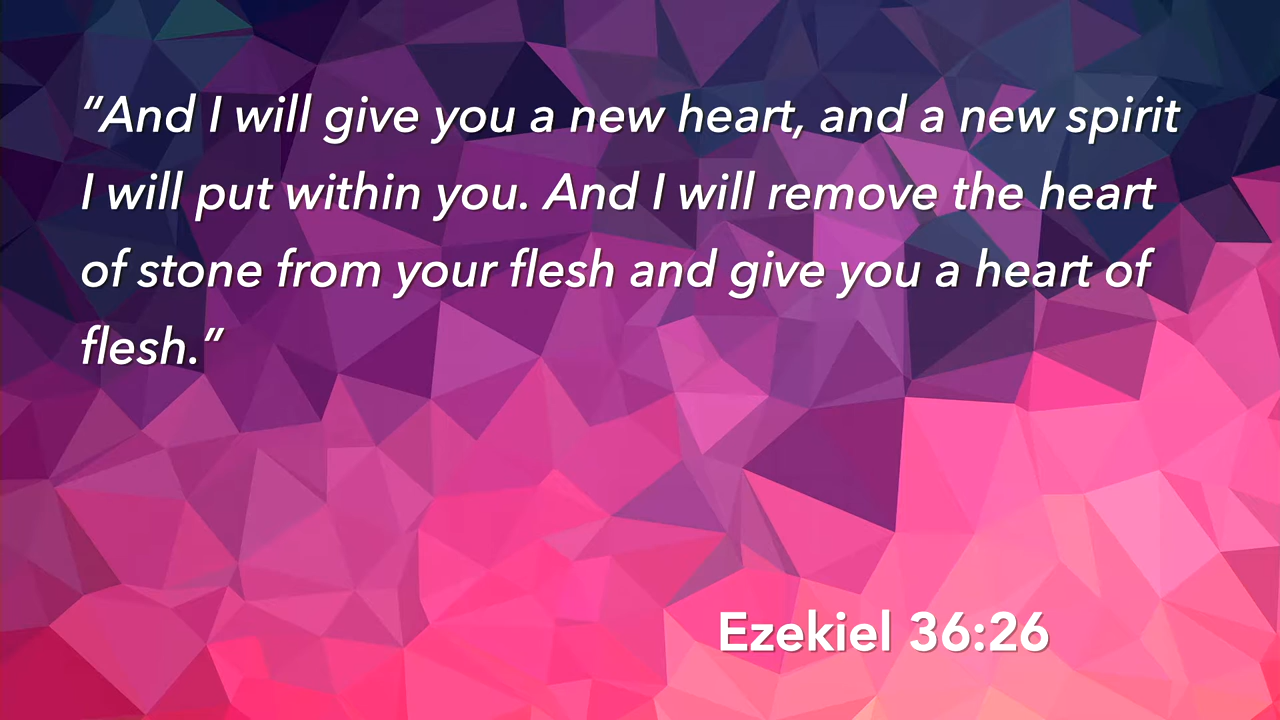 “And I will give you a new heart, and a new spirit
I will put within you. And I will remove the heart
of stone from your flesh and give you a heart of
flesh.”
Ezekiel 36:26